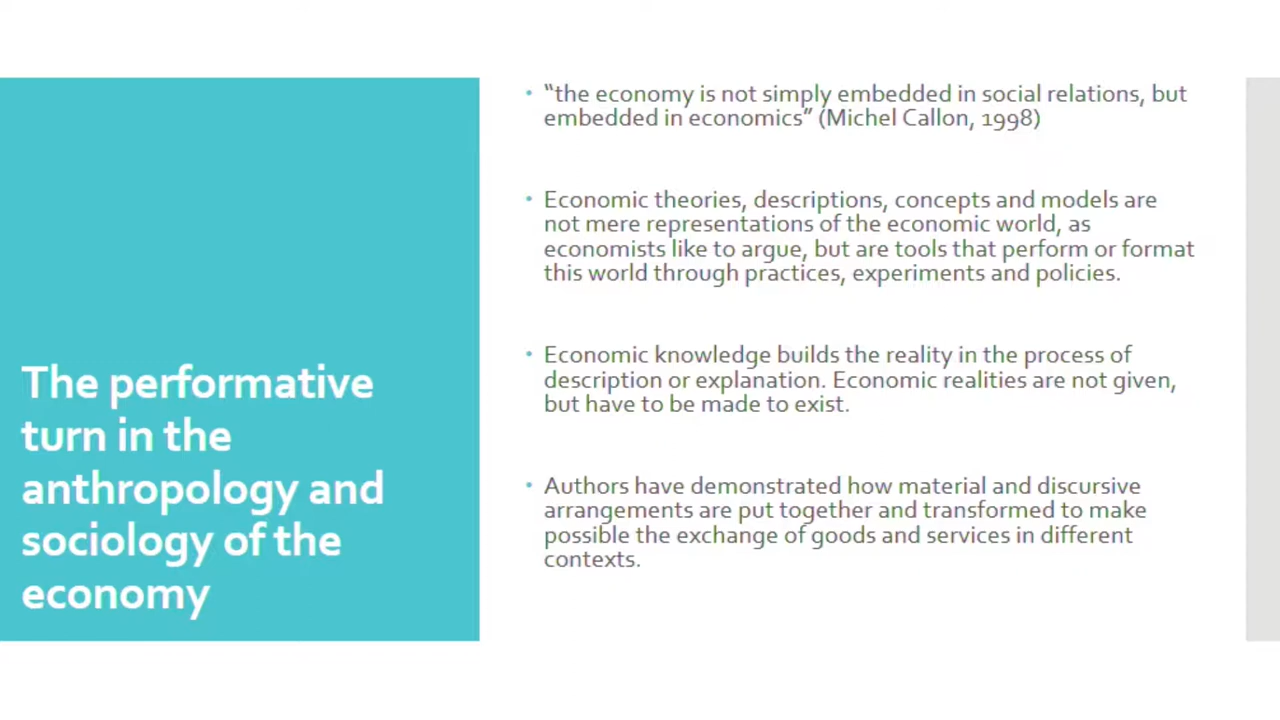 The performative
turn in the
anthropology and
sociology of the
economy
• “the economy is not simply embedded in social relations, but
embedded in economics” (Michel Callon, 1998)
• Economic theories, descriptions, concepts and models are
not mere representations of the economic world, as
economists like to argue, but are tools that perform or format
this world through practices, experiments and policies.
• Economic knowledge builds the reality in the process of
description or explanation. Economic realities are not given,
but have to be made to exist.
• Authors have demonstrated how material and discursive
arrangements are put together and transformed to make
possible the exchange of goods and services in different
contexts.